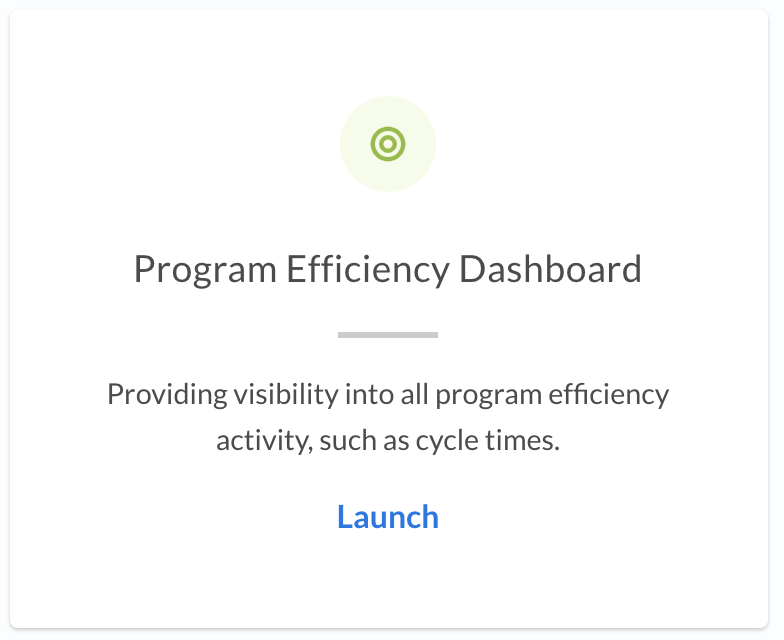 Program Efficiency Dashboard
Providing visibility into all program efficiency
activity, such as cycle times.
Launch